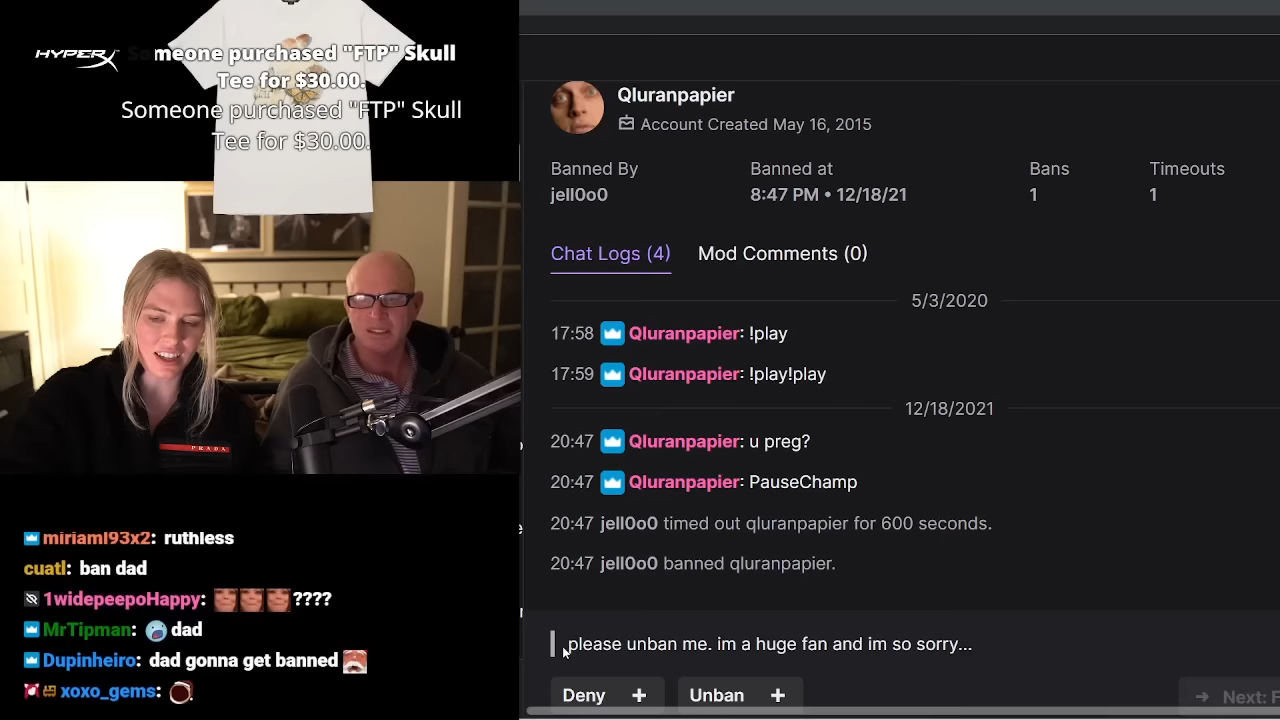 HYPERX
Someone purchased "FTP" Skull
Tee for $30.00.
Someone purchased "FTP" Skull
Tee for $30.00.
PRADA
miriaml93x2: ruthless
cuatl: ban dad
1widepeepoHappy: ????
MrTipman: dad
Dupinheiro: dad gonna get banned
xoxo_gems:
Qluranpapier
Account Created May 16, 2015
Banned By Banned at Bans Timeouts
jell0o0 8:47 PM • 12/18/21 1 1
Chat Logs (4) Mod Comments (0)
5/3/2020
17:58 Qluranpapier: !play
17:59 Qluranpapier: !play!play
12/18/2021
20:47 Qluranpapier: u preg?
20:47 Qluranpapier: PauseChamp
20:47 jell0o0 timed out qluranpapier for 600 seconds.
20:47 jell0o0 banned qluranpapier.
please unban me. im a huge fan and im so sorry...
Deny + Unban + → Next: F